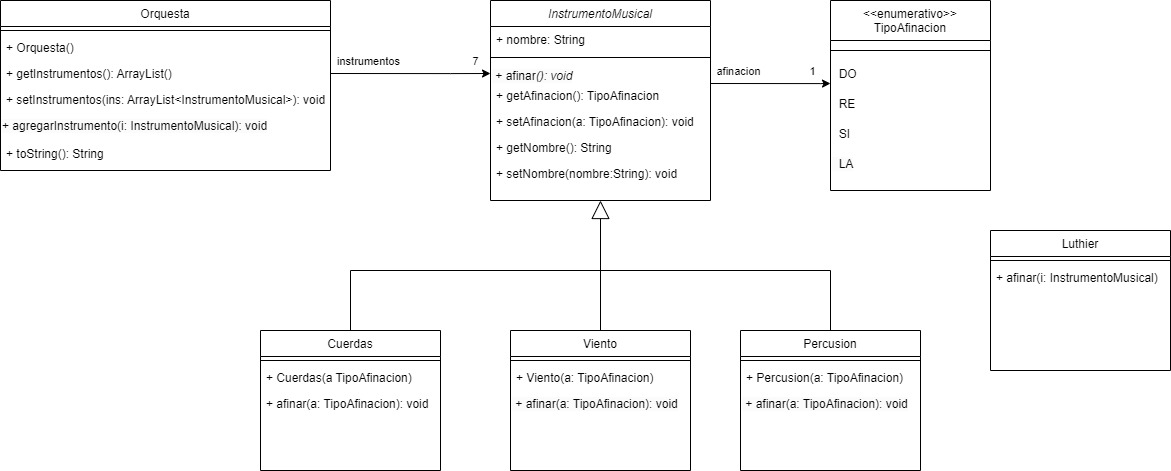 Orquesta
+ Orquesta()
+ getInstrumentos(): ArrayList()
+ setInstrumentos(ins: ArrayList<InstrumentoMusical>): void
+ agregarInstrumento(i: InstrumentoMusical): void
+ toString(): String
instrumentos
7
InstrumentoMusical
+ nombre: String
+ afinar(): void
+ getAfinacion(): TipoAfinacion
+ setAfinacion(a: TipoAfinacion): void
+ getNombre(): String
+ setNombre(nombre:String): void
afinacion
1
<<enumerativo>>
TipoAfinacion
DO
RE
SI
LA
Luthier
+ afinar(i: InstrumentoMusical)
Cuerdas
+ Cuerdas(a TipoAfinacion)
+ afinar(a: TipoAfinacion): void
Viento
+ Viento(a: TipoAfinacion)
+ afinar(a: TipoAfinacion): void
Percusion
+ Percusion(a: TipoAfinacion)
+ afinar(a: TipoAfinacion): void